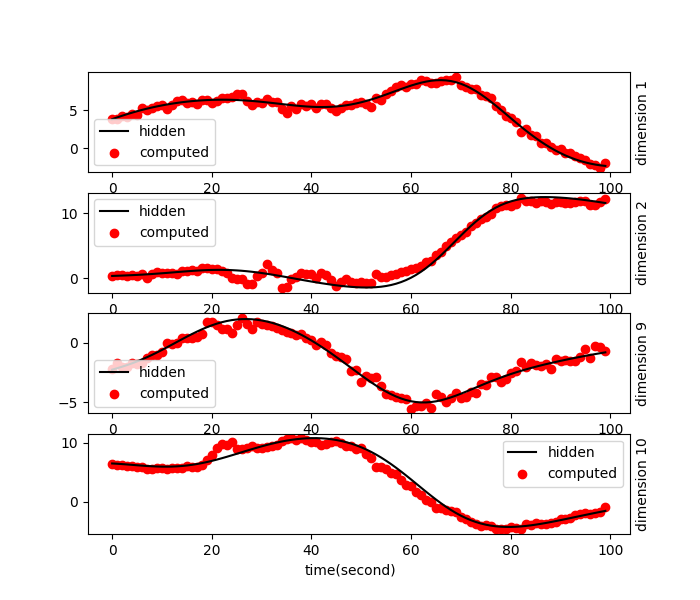 5
0
hidden
computed
0 20 40 60 80 100
dimension 1
10
0
hidden
computed
0 20 40 60 80 100
dimension 2
0
−5
hidden
computed
0 20 40 60 80 100
dimension 9
10
0
hidden
computed
0 20 40 60 80 100
dimension 10
time(second)